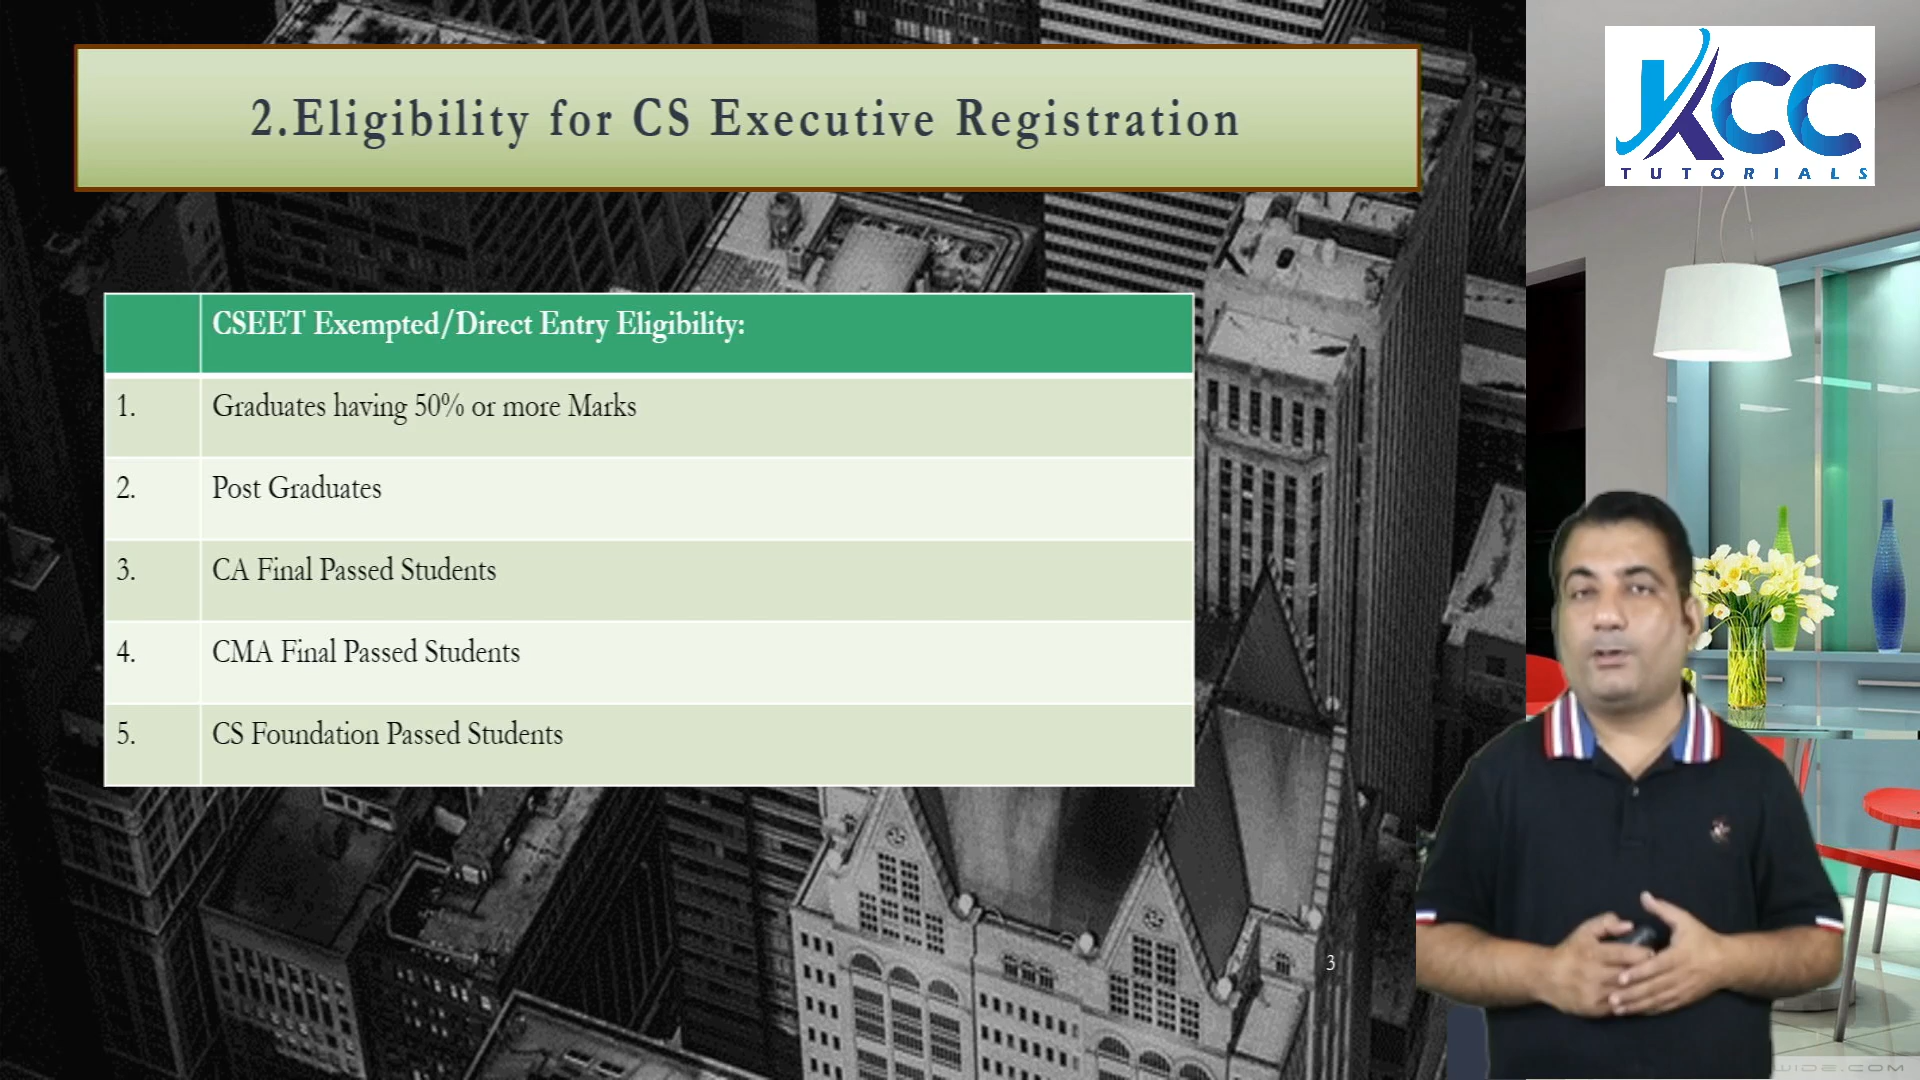 2.Eligibility for CS Executive Registration
KCC
TUTORIALS
CSEET Exempted/Direct Entry Eligibility:
1. Graduates having 50% or more Marks
2. Post Graduates
3. CA Final Passed Students
4. CMA Final Passed Students
5. CS Foundation Passed Students
3
WIDE.COM